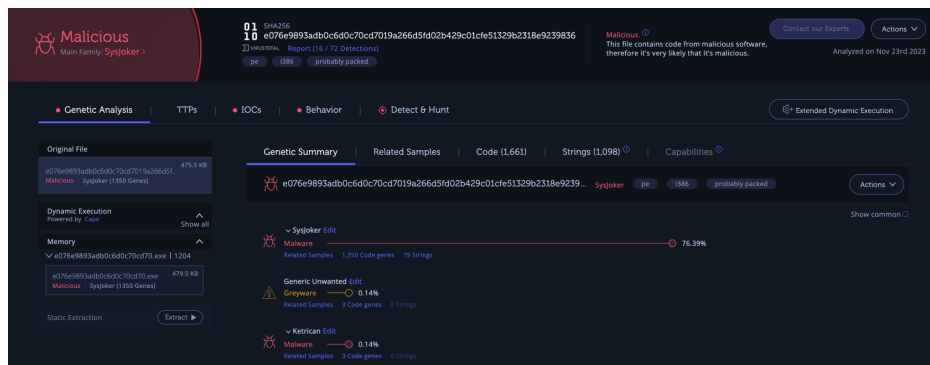 Malicious
Main Family: SysJoker >
01 SHA256
10 e076e9893adb0c6d0c70cd7019a266d5fd02b429c01cfe51329b2318e9239836
VIRUSTOTAL Report (16 / 72 Detections)
pe i386 probably packed
Malicious.
This file contains code from malicious software,
therefore it's very likely that it's malicious.
Contact our Experts
Actions
Analyzed on Nov 23rd 2023
Genetic Analysis
TTPs
IOCs
Behavior
Detect & Hunt
Extended Dynamic Execution
Original File
475.5 KB
e076e9893adb0c6d0c70cd7019a266d5f...
Malicious SysJoker (1350 Genes)
Dynamic Execution
Powered by Cape
Show all
Memory
e076e9893adb0c6d0c70cd70.exe | 1204
e076e9893adb0c6d0c70cd70.exe 479.5 KB
Malicious SysJoker (1350 Genes)
Static Extraction Extract
Genetic Summary
Related Samples
Code (1,661)
Strings (1,098)
Capabilities
e076e9893adb0c6d0c70cd7019a266d5fd02b429c01cfe51329b2318e9239... SysJoker pe i386 probably packed Actions
Show common
SysJoker Edit
Malware 76.39%
Related Samples 1,350 Code genes 79 Strings
Generic Unwanted Edit
Greyware 0.14%
Related Samples 3 Code genes 0 Strings
Ketrican Edit
Malware 0.14%
Related Samples 3 Code genes 0 Strings